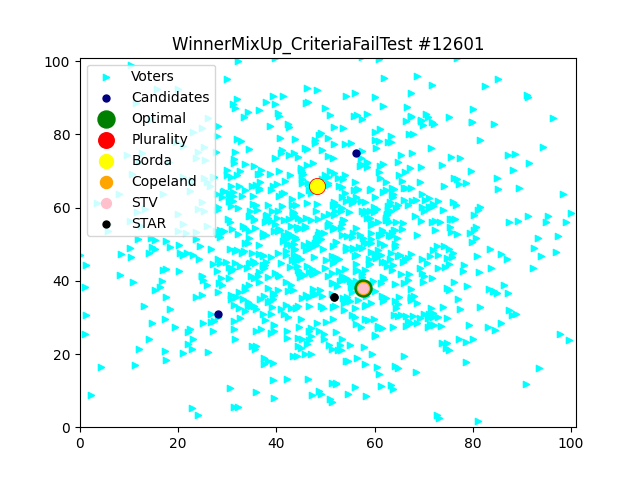 WinnerMixUp_CriteriaFailTest #12601
Voters
Candidates
Optimal
Plurality
Borda
Copeland
STV
STAR
100
80
60
40
20
0
0 20 40 60 80 100